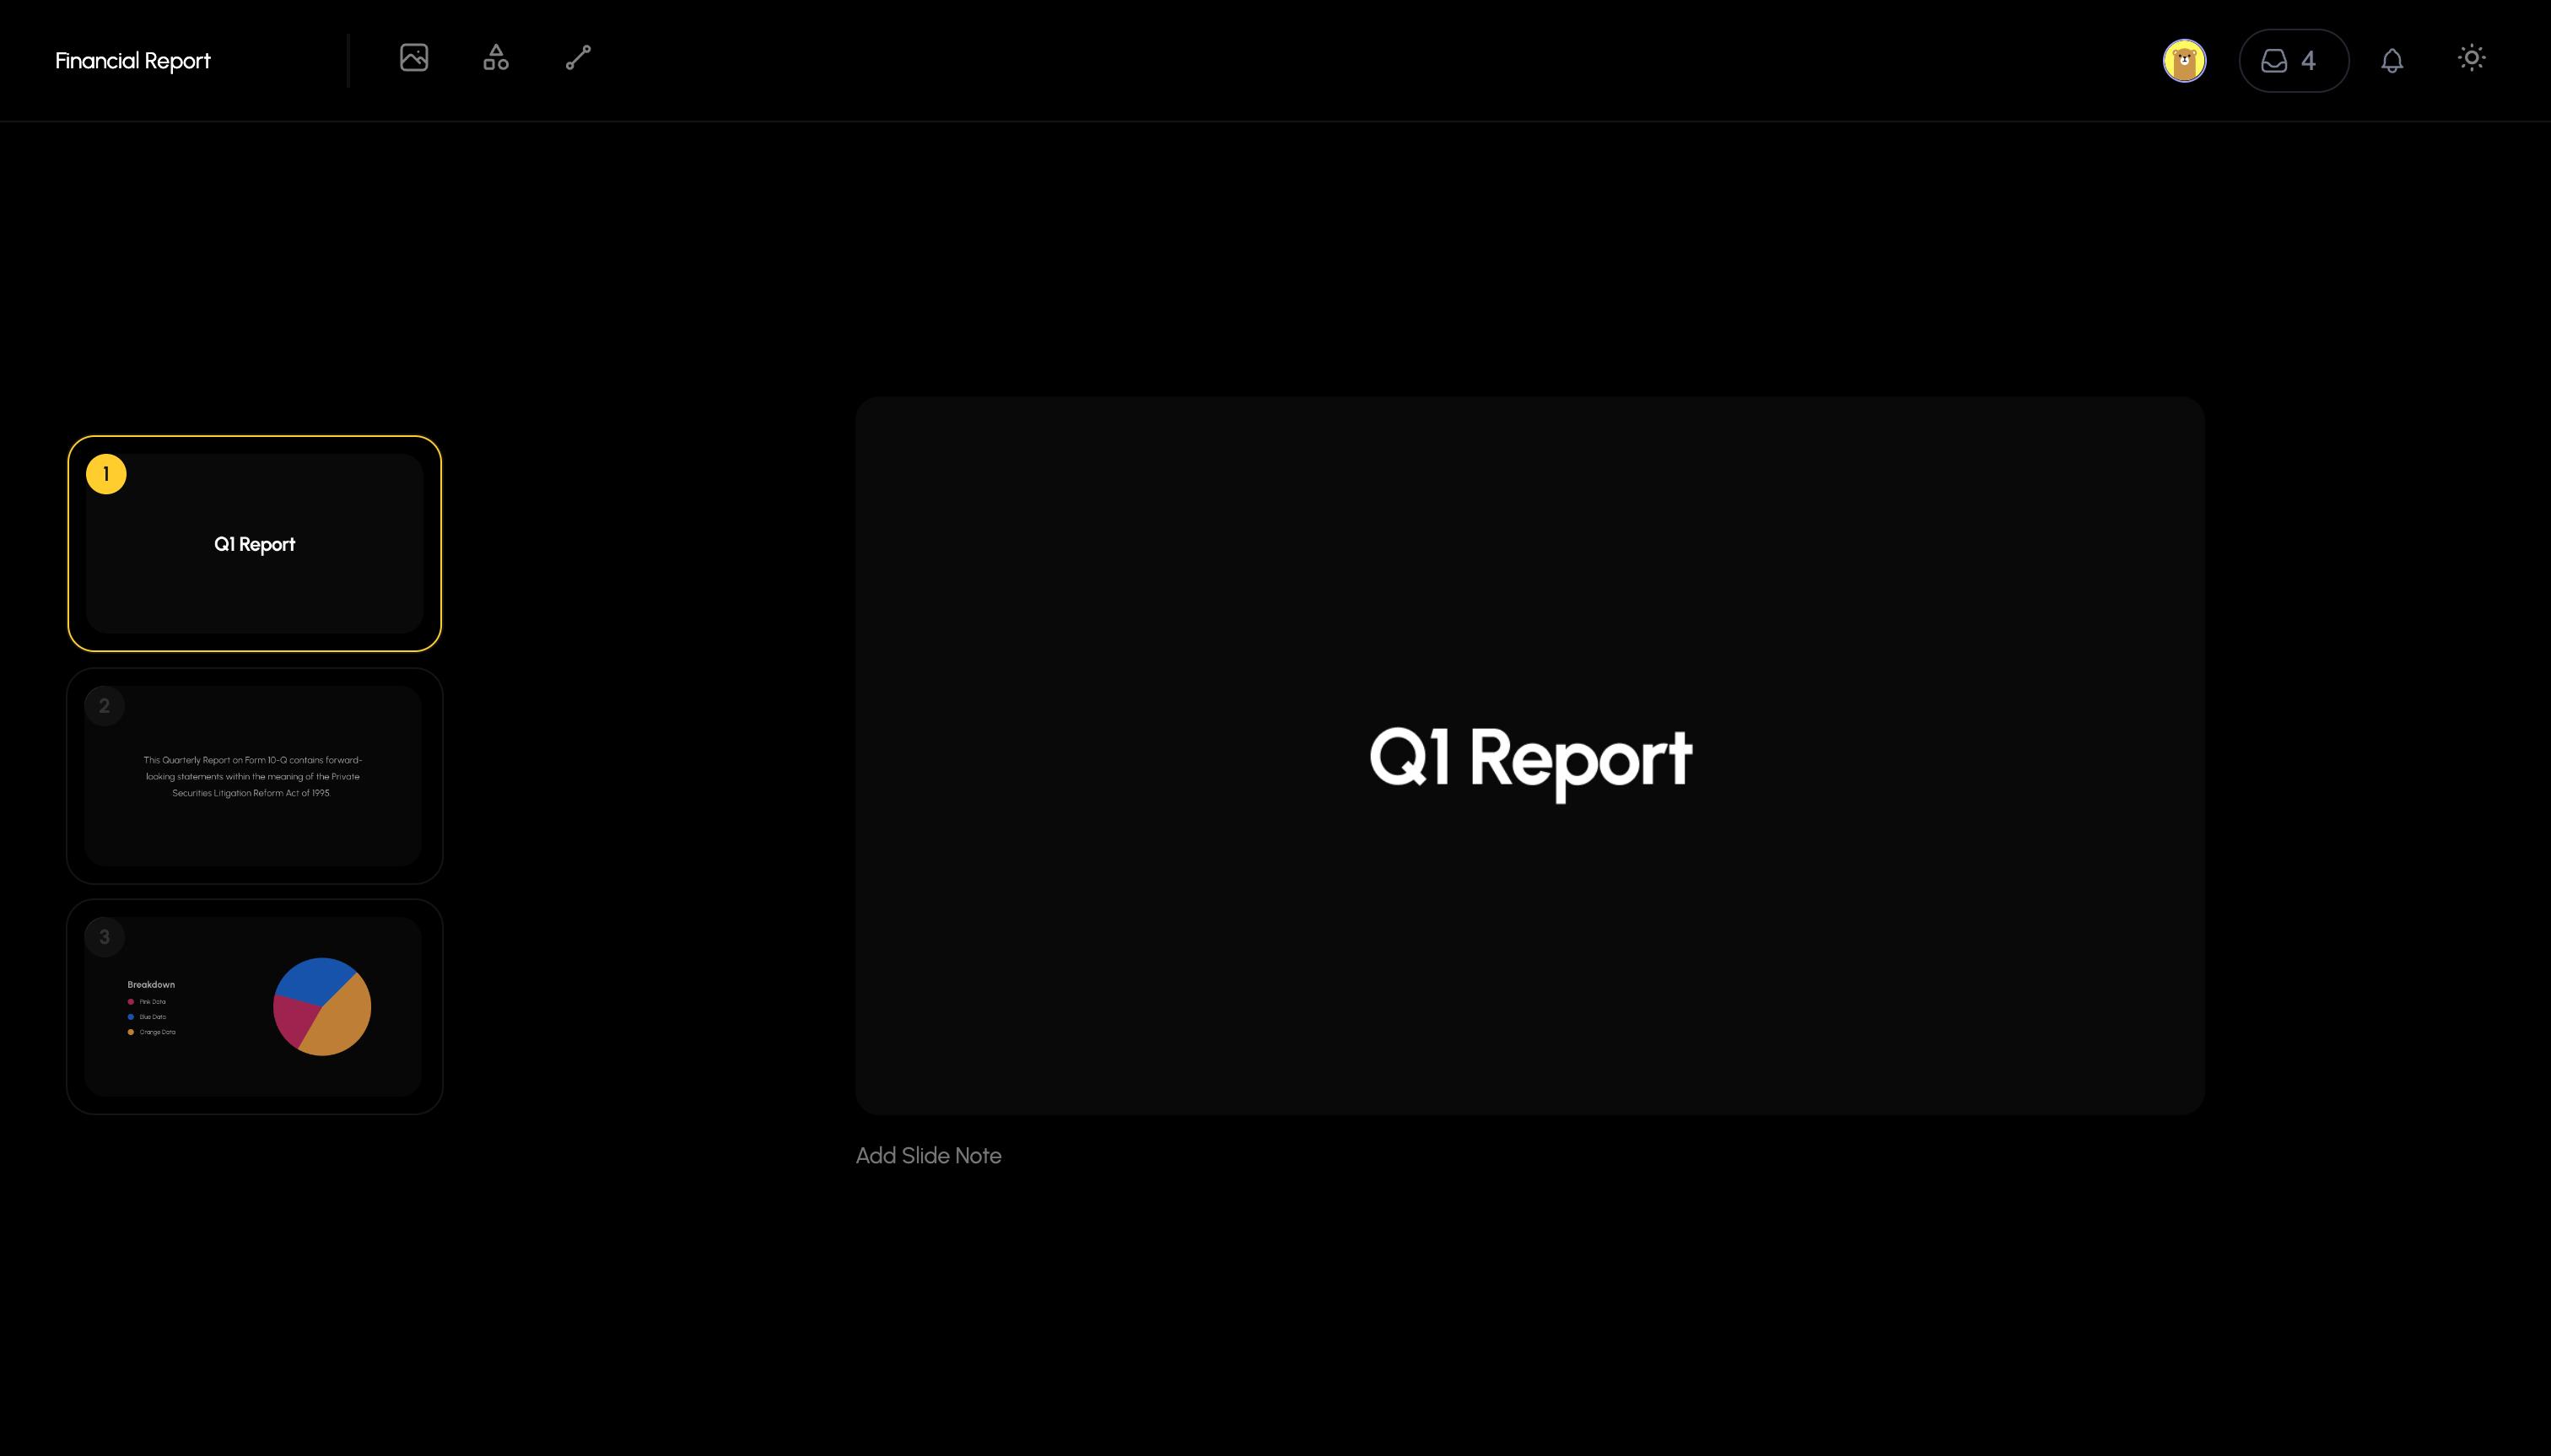 Financial Report
4
1
Q1 Report
2
This Quarterly Report on Form 10-Q contains forward-
looking statements within the meaning of the Private
Securities Litigation Reform Act of 1995.
3
Breakdown
Pink Data
Blue Data
Orange Data
Q1 Report
Add Slide Note